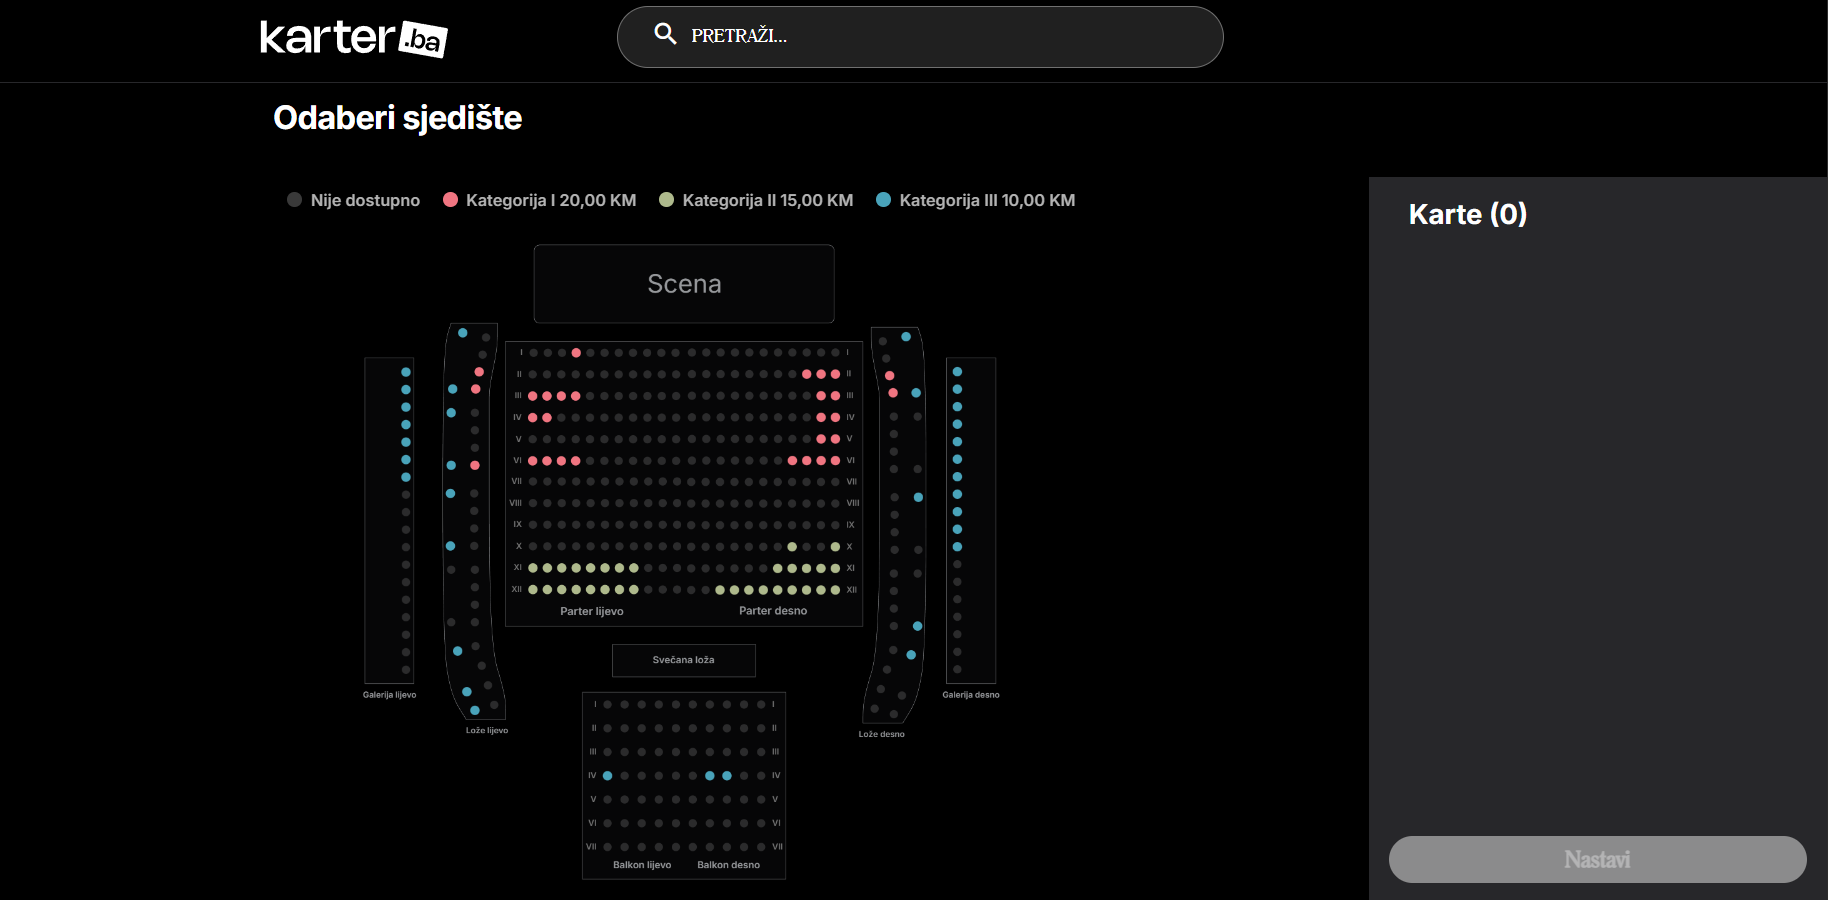 karter.ba
PRETRAŽI...
Odaberi sjedište
Nije dostupno Kategorija I 20,00 KM Kategorija II 15,00 KM Kategorija III 10,00 KM
Karte (0)
Scena
I I
II II
III III
IV IV
V V
VI VI
VII VII
VIII VIII
IX IX
X X
XI XI
XII XII
Parter lijevo Parter desno
Svečana loža
Galerija lijevo Galerija desno
Lože lijevo Lože desno
I I
II II
III III
IV IV
V V
VI VI
VII VII
Balkon lijevo Balkon desno
Nastavi